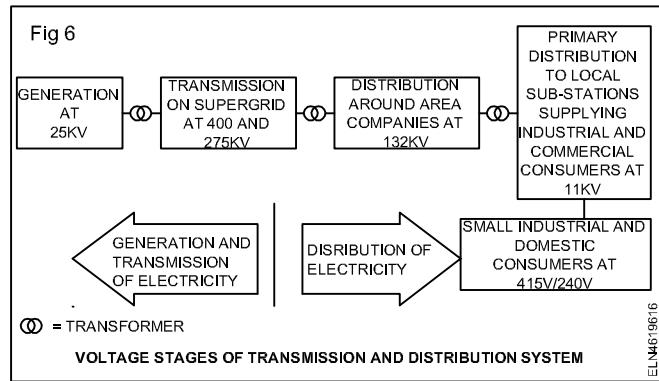 Fig 6
GENERATION
AT
25KV
TRANSMISSION
ON SUPERGRID
AT 400 AND
275KV
DISTRIBUTION
AROUND AREA
COMPANIES AT
132KV
PRIMARY
DISTRIBUTION
TO LOCAL
SUB-STATIONS
SUPPLYING
INDUSTRIAL AND
COMMERCIAL
CONSUMERS AT
11KV
GENERATION AND
TRANSMISSION
OF ELECTRICITY
DISRIBUTION OF
ELECTRICITY
SMALL INDUSTRIAL AND
DOMESTIC
CONSUMERS AT
415V/240V
= TRANSFORMER
VOLTAGE STAGES OF TRANSMISSION AND DISTRIBUTION SYSTEM
ELN4619616